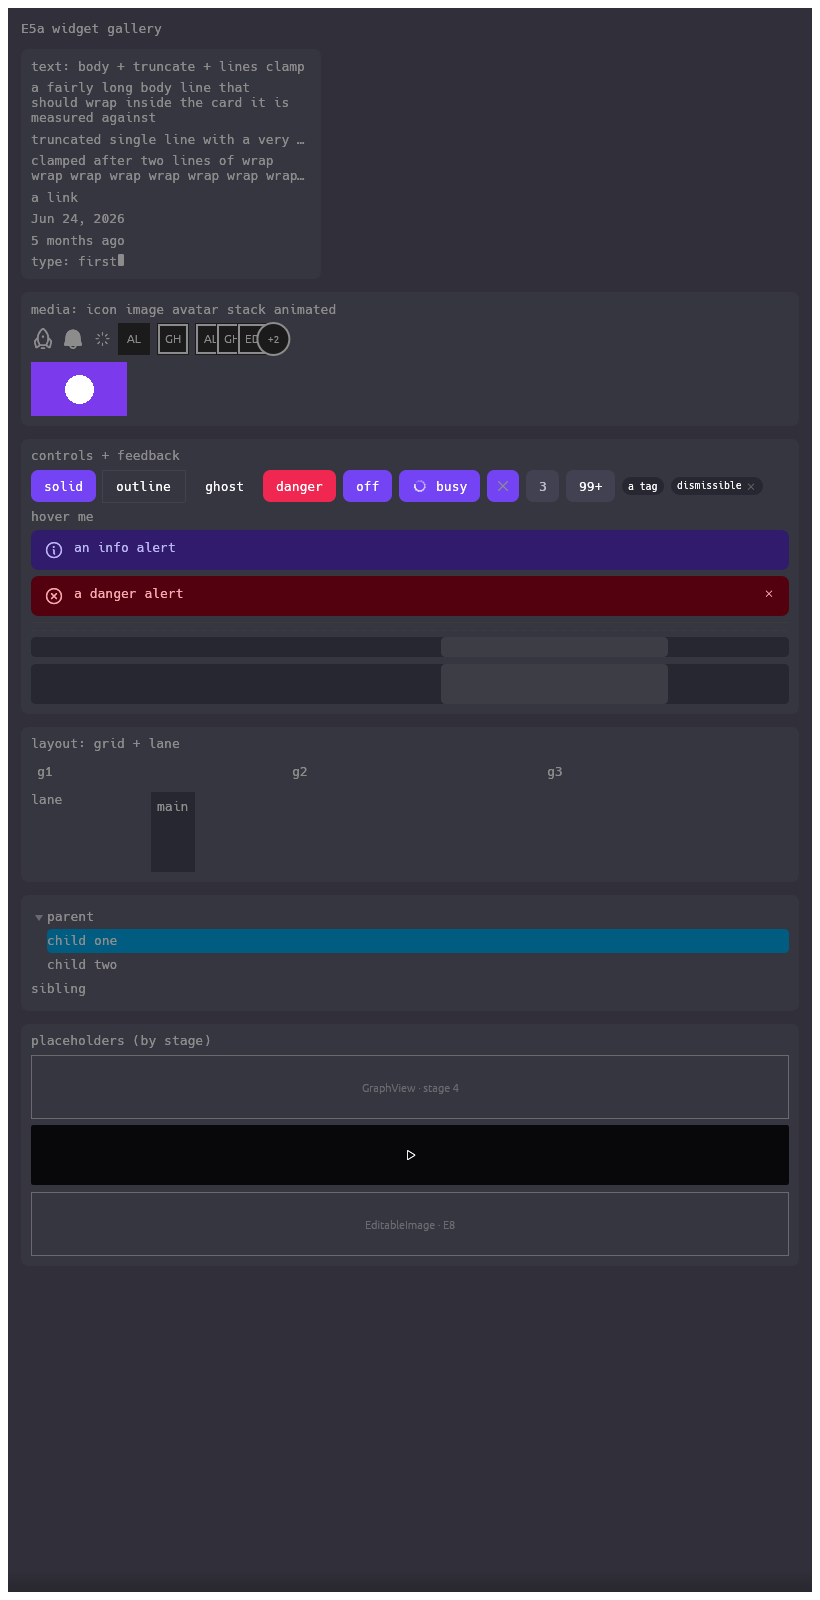 E5a widget gallery
text: body + truncate + lines clamp
a fairly long body line that
should wrap inside the card it is
measured against
truncated single line with a very …
clamped after two lines of wrap
wrap wrap wrap wrap wrap wrap wrap…
a link
Jun 24, 2026
5 months ago
type: first
media: icon image avatar stack animated
AL GH AL GH ED +2
controls + feedback
solid outline ghost danger off busy 3 99+ a tag dismissible ×
hover me
an info alert
a danger alert ×
layout: grid + lane
g1 g2 g3
lane main
parent
child one
child two
sibling
placeholders (by stage)
GraphView · stage 4
EditableImage · E8